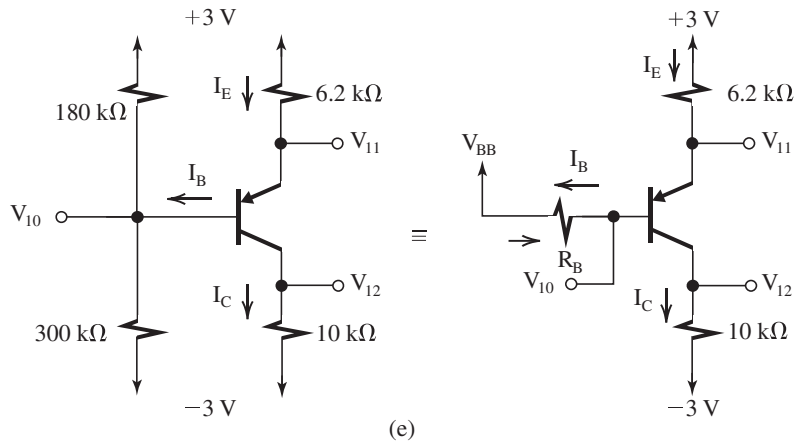 +3 V
180 kΩ
I_E
6.2 kΩ
V_11
I_B
V_10
V_12
I_C
300 kΩ
10 kΩ
−3 V
≡
+3 V
I_E
6.2 kΩ
V_11
V_BB
I_B
R_B
V_10
V_12
I_C
10 kΩ
−3 V
(e)